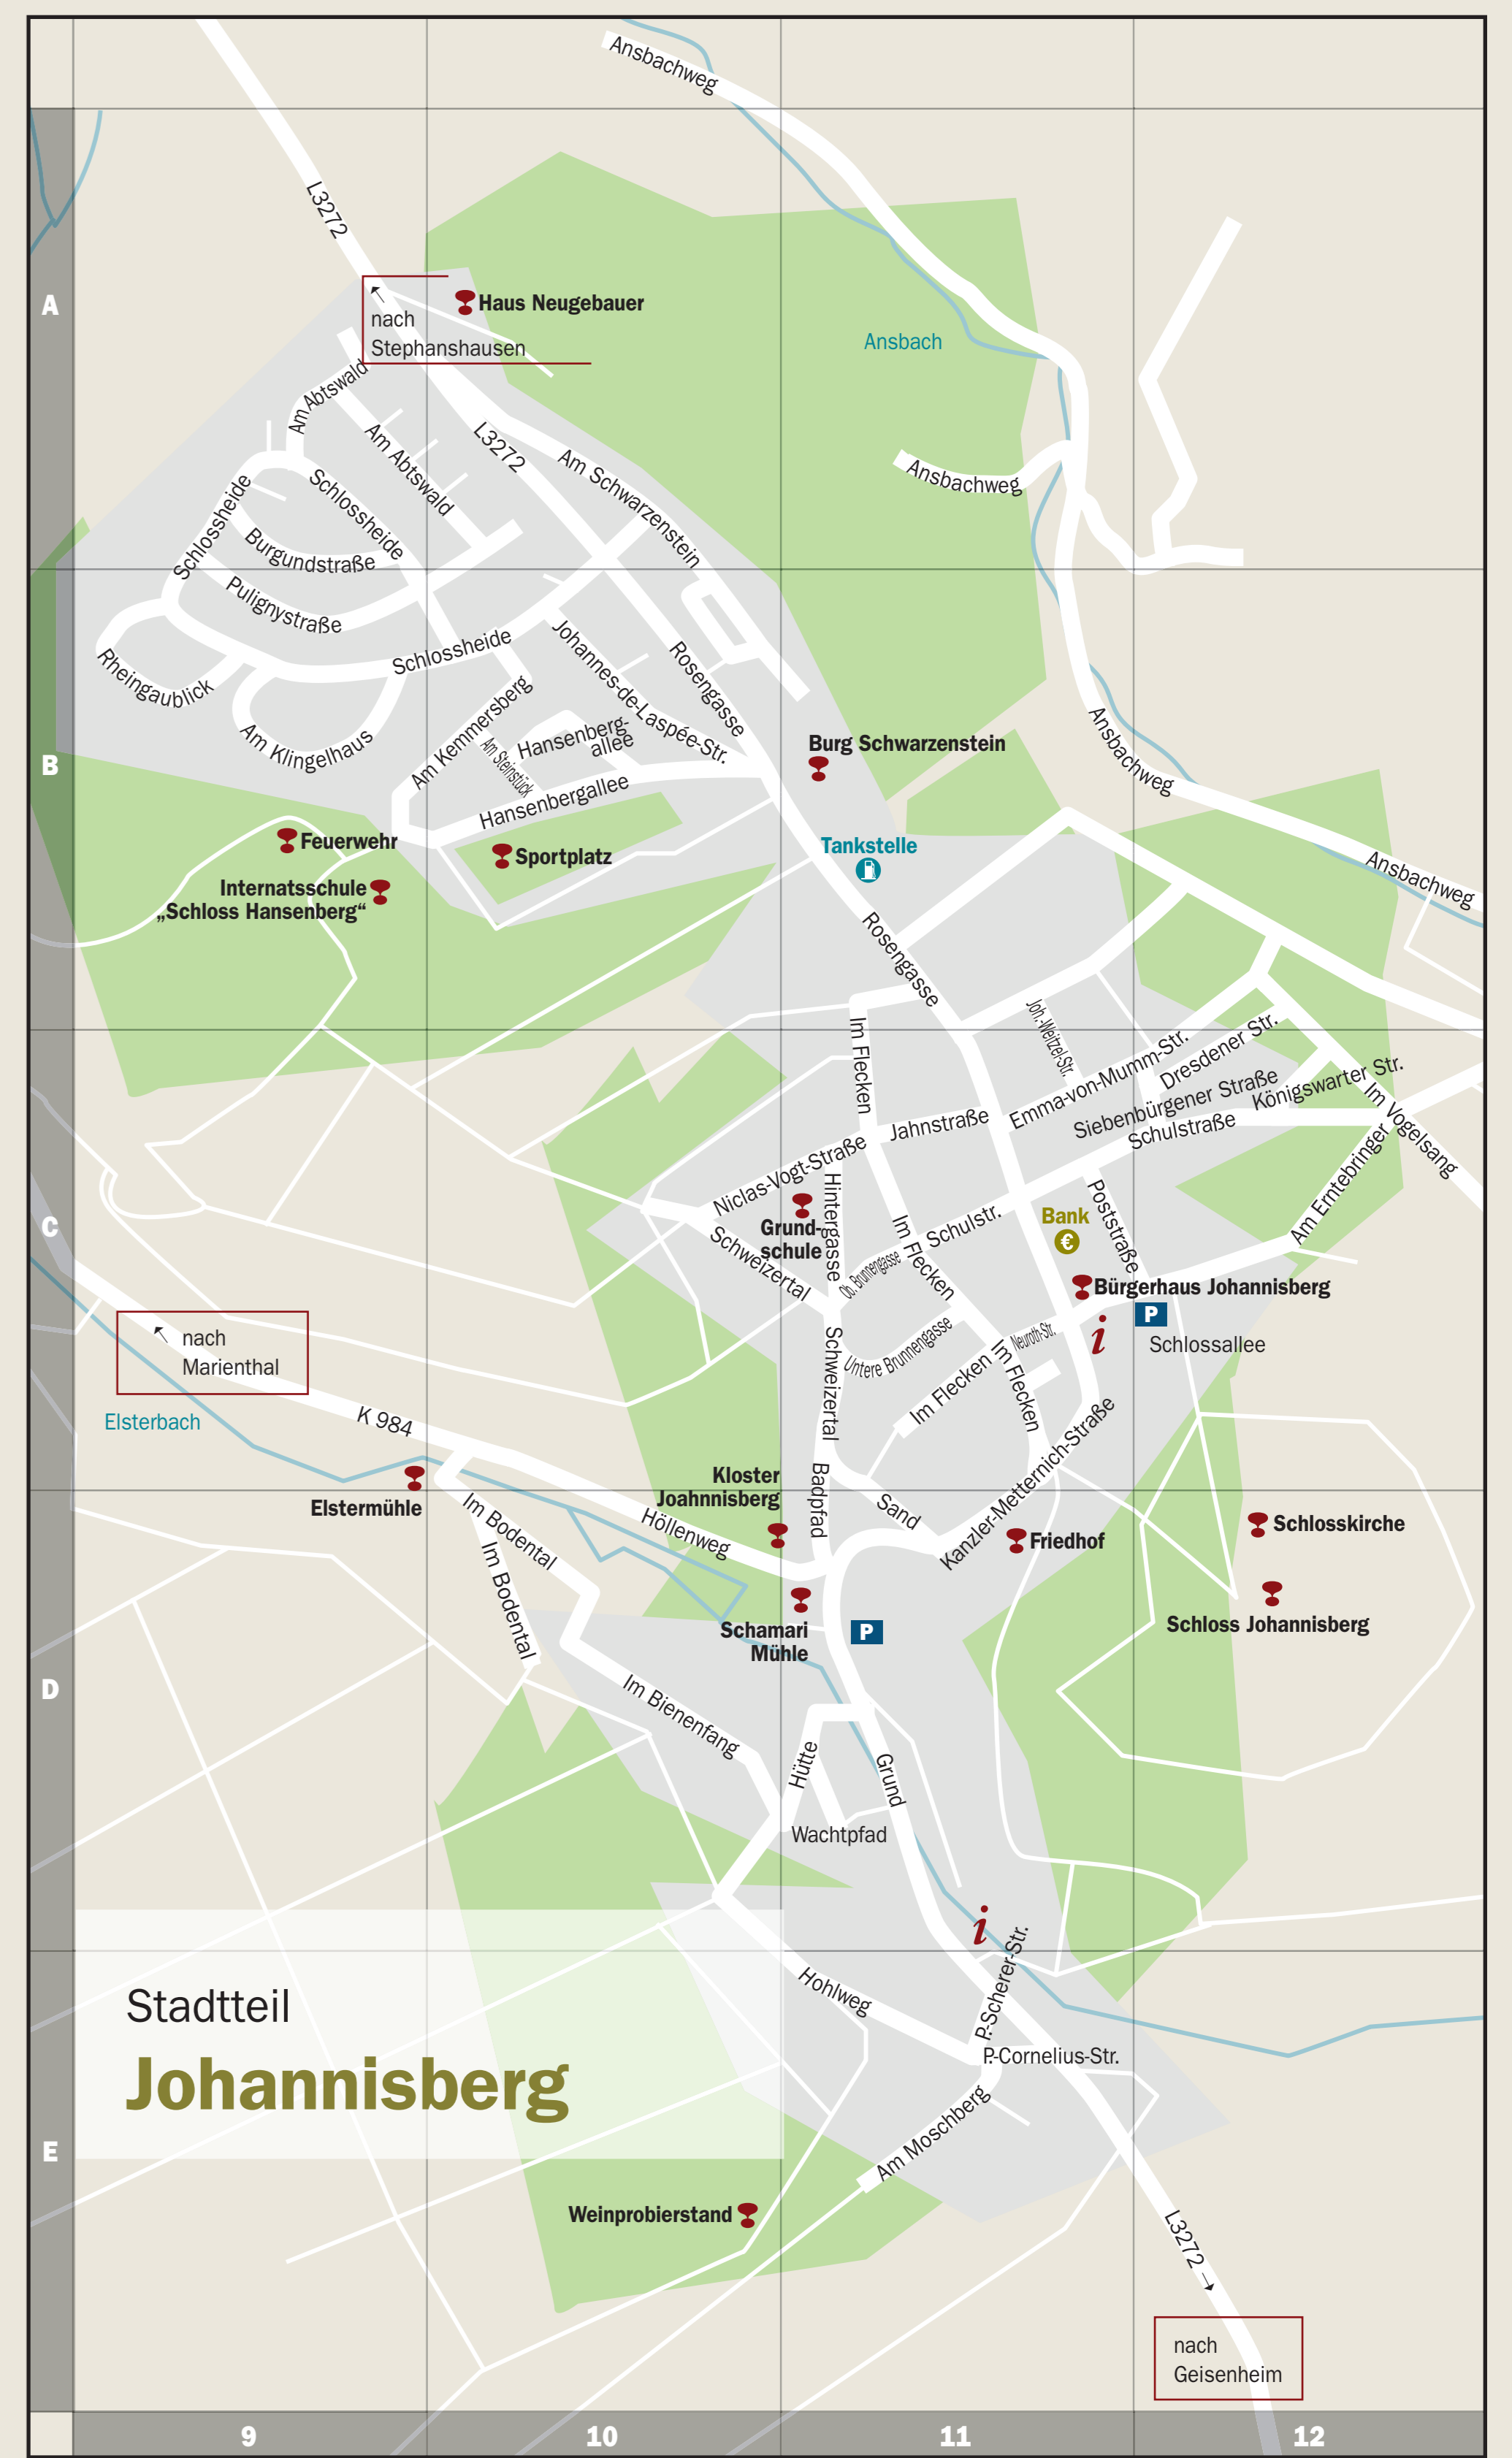 Ansbachweg
L3272
A
Haus Neugebauer
nach
Stephanshausen
Ansbach
Am Abtswald
Am Abtswald
L3272
Am Schwarzenstein
Ansbachweg
Schlossheide
Schlossheide
Burgundstraße
Pulignystraße
Schlossheide
Johannes-de-Laspée-Str.
Rosengasse
Rheingaublick
Am Klingelhaus
Am Kemmersberg
Am Steinstück
Hansenberg-
allee
Hansenbergallee
Burg Schwarzenstein
Ansbachweg
B
Feuerwehr
Sportplatz
Tankstelle
Internatsschule
„Schloss Hansenberg“
Ansbachweg
Rosengasse
Im Flecken
Joh.-Weitzel-Str.
Emma-von-Mumm-Str.
Dresdener Str.
Siebenbürgener Straße
Königswarter Str.
Schulstraße
Im Vogelsang
Jahnstraße
Niclas-Vogt-Straße
Hintergasse
Grund-
schule
Schweizertal
Ob. Brunnengasse
Im Flecken
Schulstr.
Bank
€
Poststraße
Am Erntebringer
C
Bürgerhaus Johannisberg
P
i
Schlossallee
nach
Marienthal
Elsterbach
K 984
Schweizertal
Untere Brunnengasse
Neuroth-Str.
Im Flecken
Im Flecken
Kanzler-Metternich-Straße
Kloster
Joahnnisberg
Badpfad
Sand
Elstermühle
Im Bodental
Im Bodental
Höllenweg
Friedhof
Schlosskirche
Schloss Johannisberg
Schamari
Mühle
P
D
Im Bienenfang
Hütte
Grund
Wachtpfad
i
Stadtteil
Johannisberg
Hohlweg
P.-Scherer-Str.
P.-Cornelius-Str.
Am Moschberg
E
Weinprobierstand
L3272
nach
Geisenheim
9
10
11
12